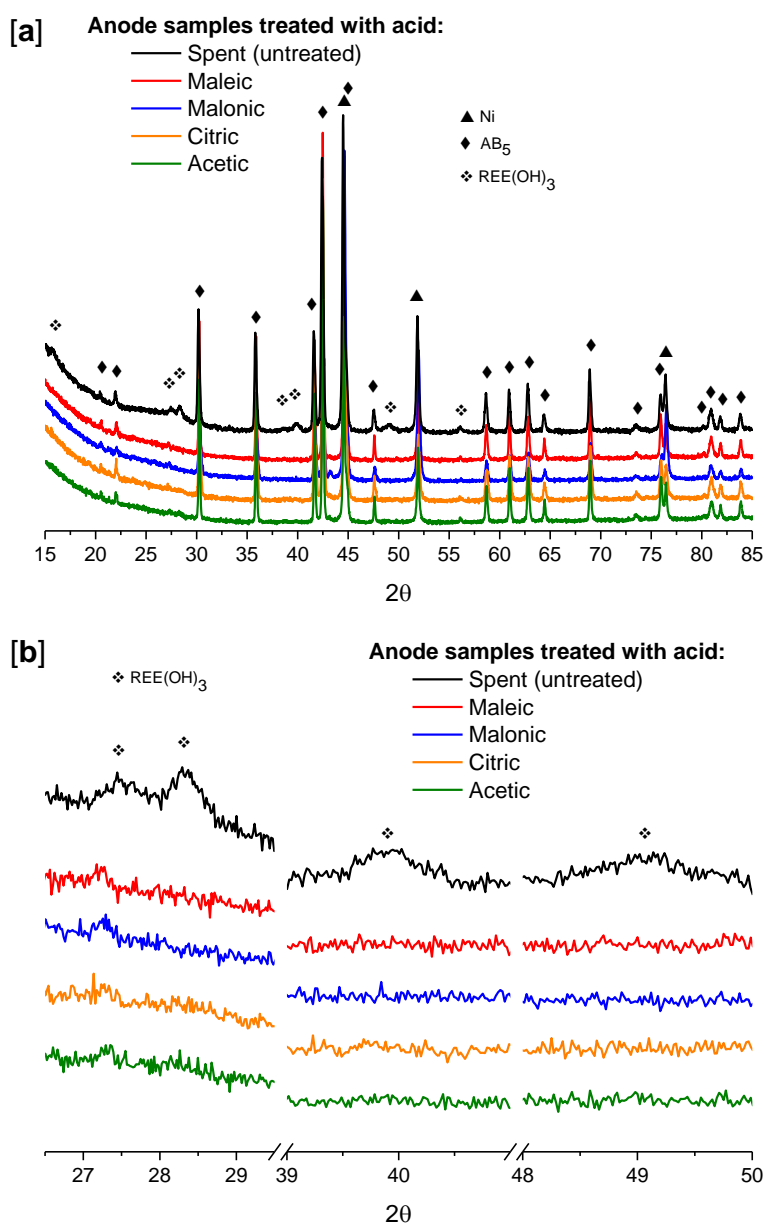 [a] Anode samples treated with acid:
Spent (untreated)
Maleic
Malonic
Citric
Acetic
Ni
AB5
REE(OH)3
15 20 25 30 35 40 45 50 55 60 65 70 75 80 85
2θ
[b] Anode samples treated with acid:
REE(OH)3
Spent (untreated)
Maleic
Malonic
Citric
Acetic
27 28 29 39 40 48 49 50
2θ